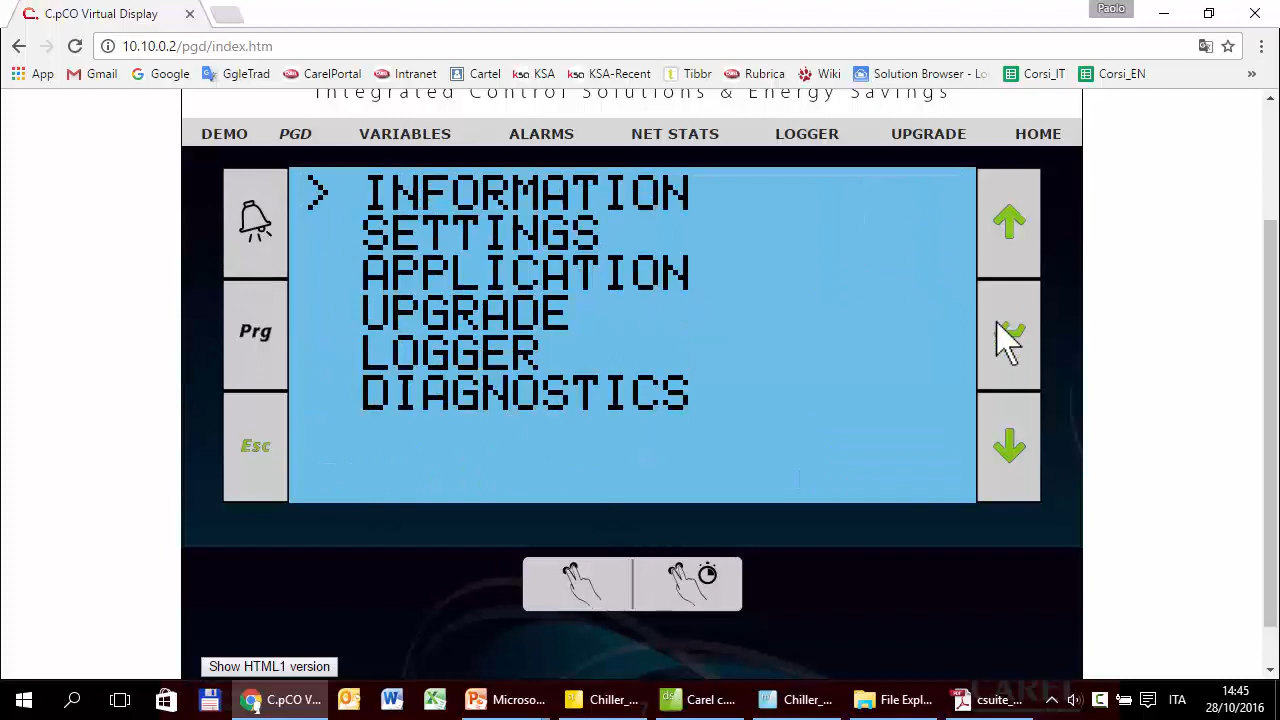 C.pCO Virtual Display
Paolo
10.10.0.2/pgd/index.htm
App Gmail Google GgleTrad CarelPortal Intranet Cartel KSA KSA-Recent Tibbr Rubrica Wiki Solution Browser - Lo Corsi_IT Corsi_EN »
Integrated Control Solutions & Energy Savings
DEMO PGD VARIABLES ALARMS NET STATS LOGGER UPGRADE HOME
> INFORMATION
SETTINGS
APPLICATION
UPGRADE
LOGGER
DIAGNOSTICS
Prg
Esc
Show HTML1 version
C.pCO V... Microso... Chiller_... Carel c.... Chiller_... File Expl... csuite_... ITA
14:45
28/10/2016